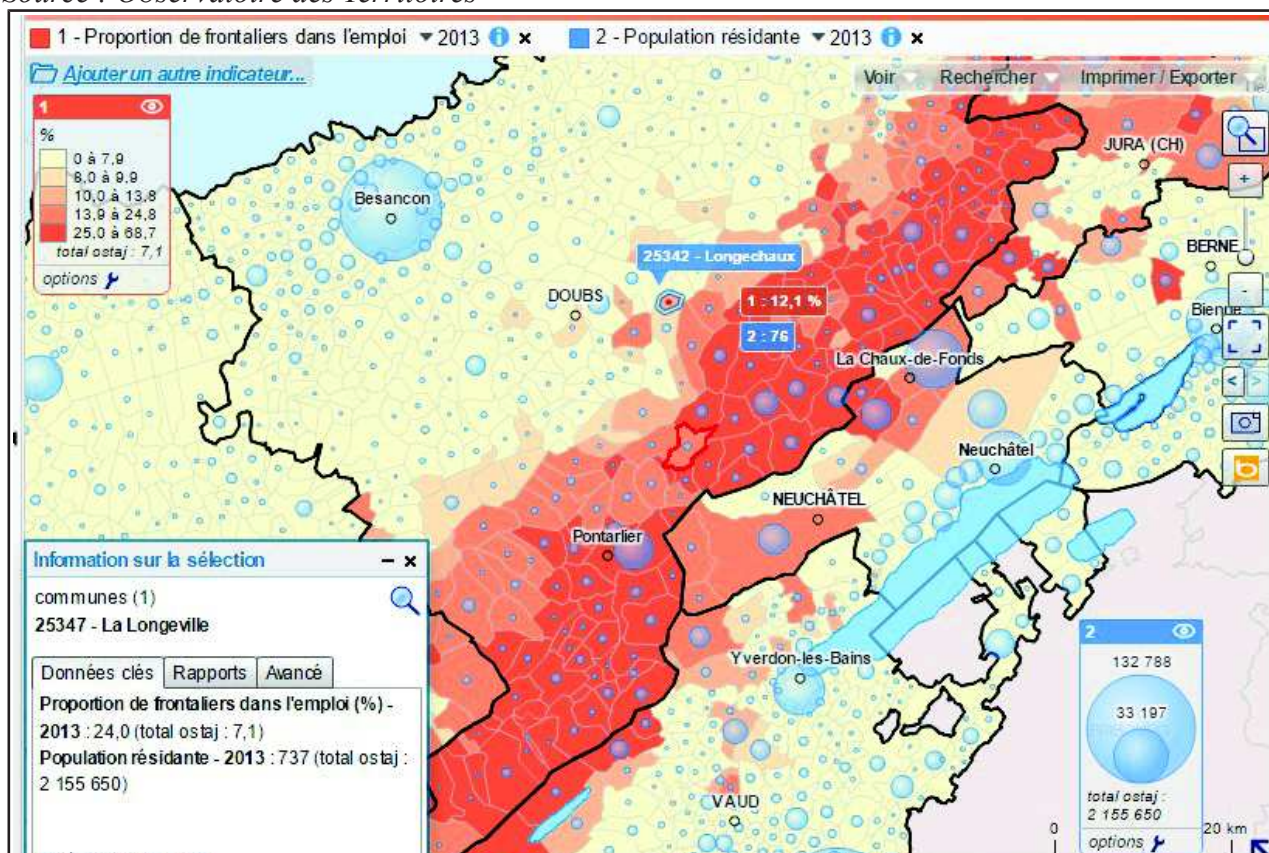 Source : Observatoire des Territoires
1 - Proportion de frontaliers dans l'emploi 2013 i ×
2 - Population résidante 2013 i ×
Ajouter un autre indicateur...
Voir
Rechercher
Imprimer / Exporter
1
%
0 à 7,9
8,0 à 9,9
10,0 à 13,8
13,9 à 24,8
25,0 à 68,7
total ostaj : 7,1
options
JURA (CH)
Besancon
BERNE
25342 - Longechaux
DOUBS
1 : 12,1 %
2 : 76
Bienne
La Chaux-de-Fonds
Neuchâtel
NEUCHÂTEL
Pontarlier
Yverdon-les-Bains
VAUD
+
-
< >
Information sur la sélection - ×
communes (1)
25347 - La Longeville
Données clés
Rapports
Avancé
Proportion de frontaliers dans l'emploi (%) -
2013 : 24,0 (total ostaj : 7,1)
Population résidante - 2013 : 737 (total ostaj :
2 155 650)
2
132 788
33 197
total ostaj :
2 155 650
options
0
20 km